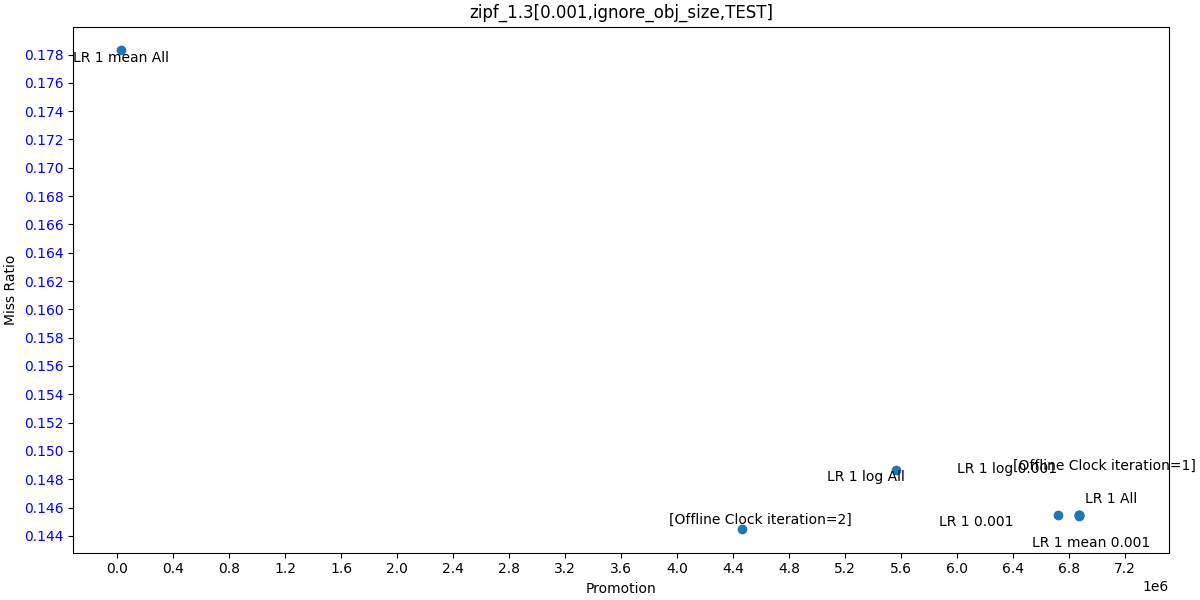 zipf_1.3[0.001,ignore_obj_size,TEST]
0.178
0.176
0.174
0.172
0.170
0.168
0.166
0.164
0.162
0.160
0.158
0.156
0.154
0.152
0.150
0.148
0.146
0.144
Miss Ratio
LR 1 mean All
LR 1 log All
LR 1 log 0.001
[Offline Clock iteration=1]
LR 1 All
[Offline Clock iteration=2]
LR 1 0.001
LR 1 mean 0.001
0.0 0.4 0.8 1.2 1.6 2.0 2.4 2.8 3.2 3.6 4.0 4.4 4.8 5.2 5.6 6.0 6.4 6.8 7.2
1e6
Promotion